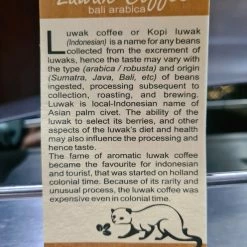 Luwak Coffee
bali arabica
Luwak coffee or Kopi luwak
(Indonesian) is a name for any beans
collected from the excrement of
luwaks, hence the taste may vary with
the type (arabica / robusta) and origin
(Sumatra, Java, Bali, etc) of beans
ingested, processing subsequent to
collection, roasting, and brewing.
Luwak is local-Indonesian name of
Asian palm civet. The ability of
luwak to select its berries, and other
aspects of the luwak's diet and health
may also influence the processing and
hence taste.
The fame of aromatic luwak coffee
became the favourite for indonesian
and tourist, that was started on holland
colonial time. Because of its rarity and
unusual process, the luwak coffee was
expensive even in colonial time.